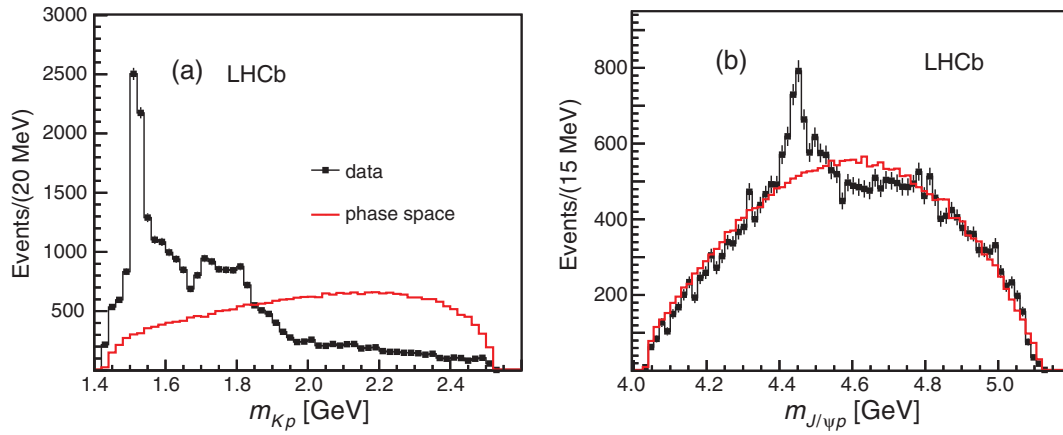 3000
2500
2000
1500
1000
500
Events/(20 MeV)
(a) LHCb
data
phase space
1.4 1.6 1.8 2.0 2.2 2.4
m_Kp [GeV]
800
600
400
200
Events/(15 MeV)
(b) LHCb
4.0 4.2 4.4 4.6 4.8 5.0
m_J/ψp [GeV]